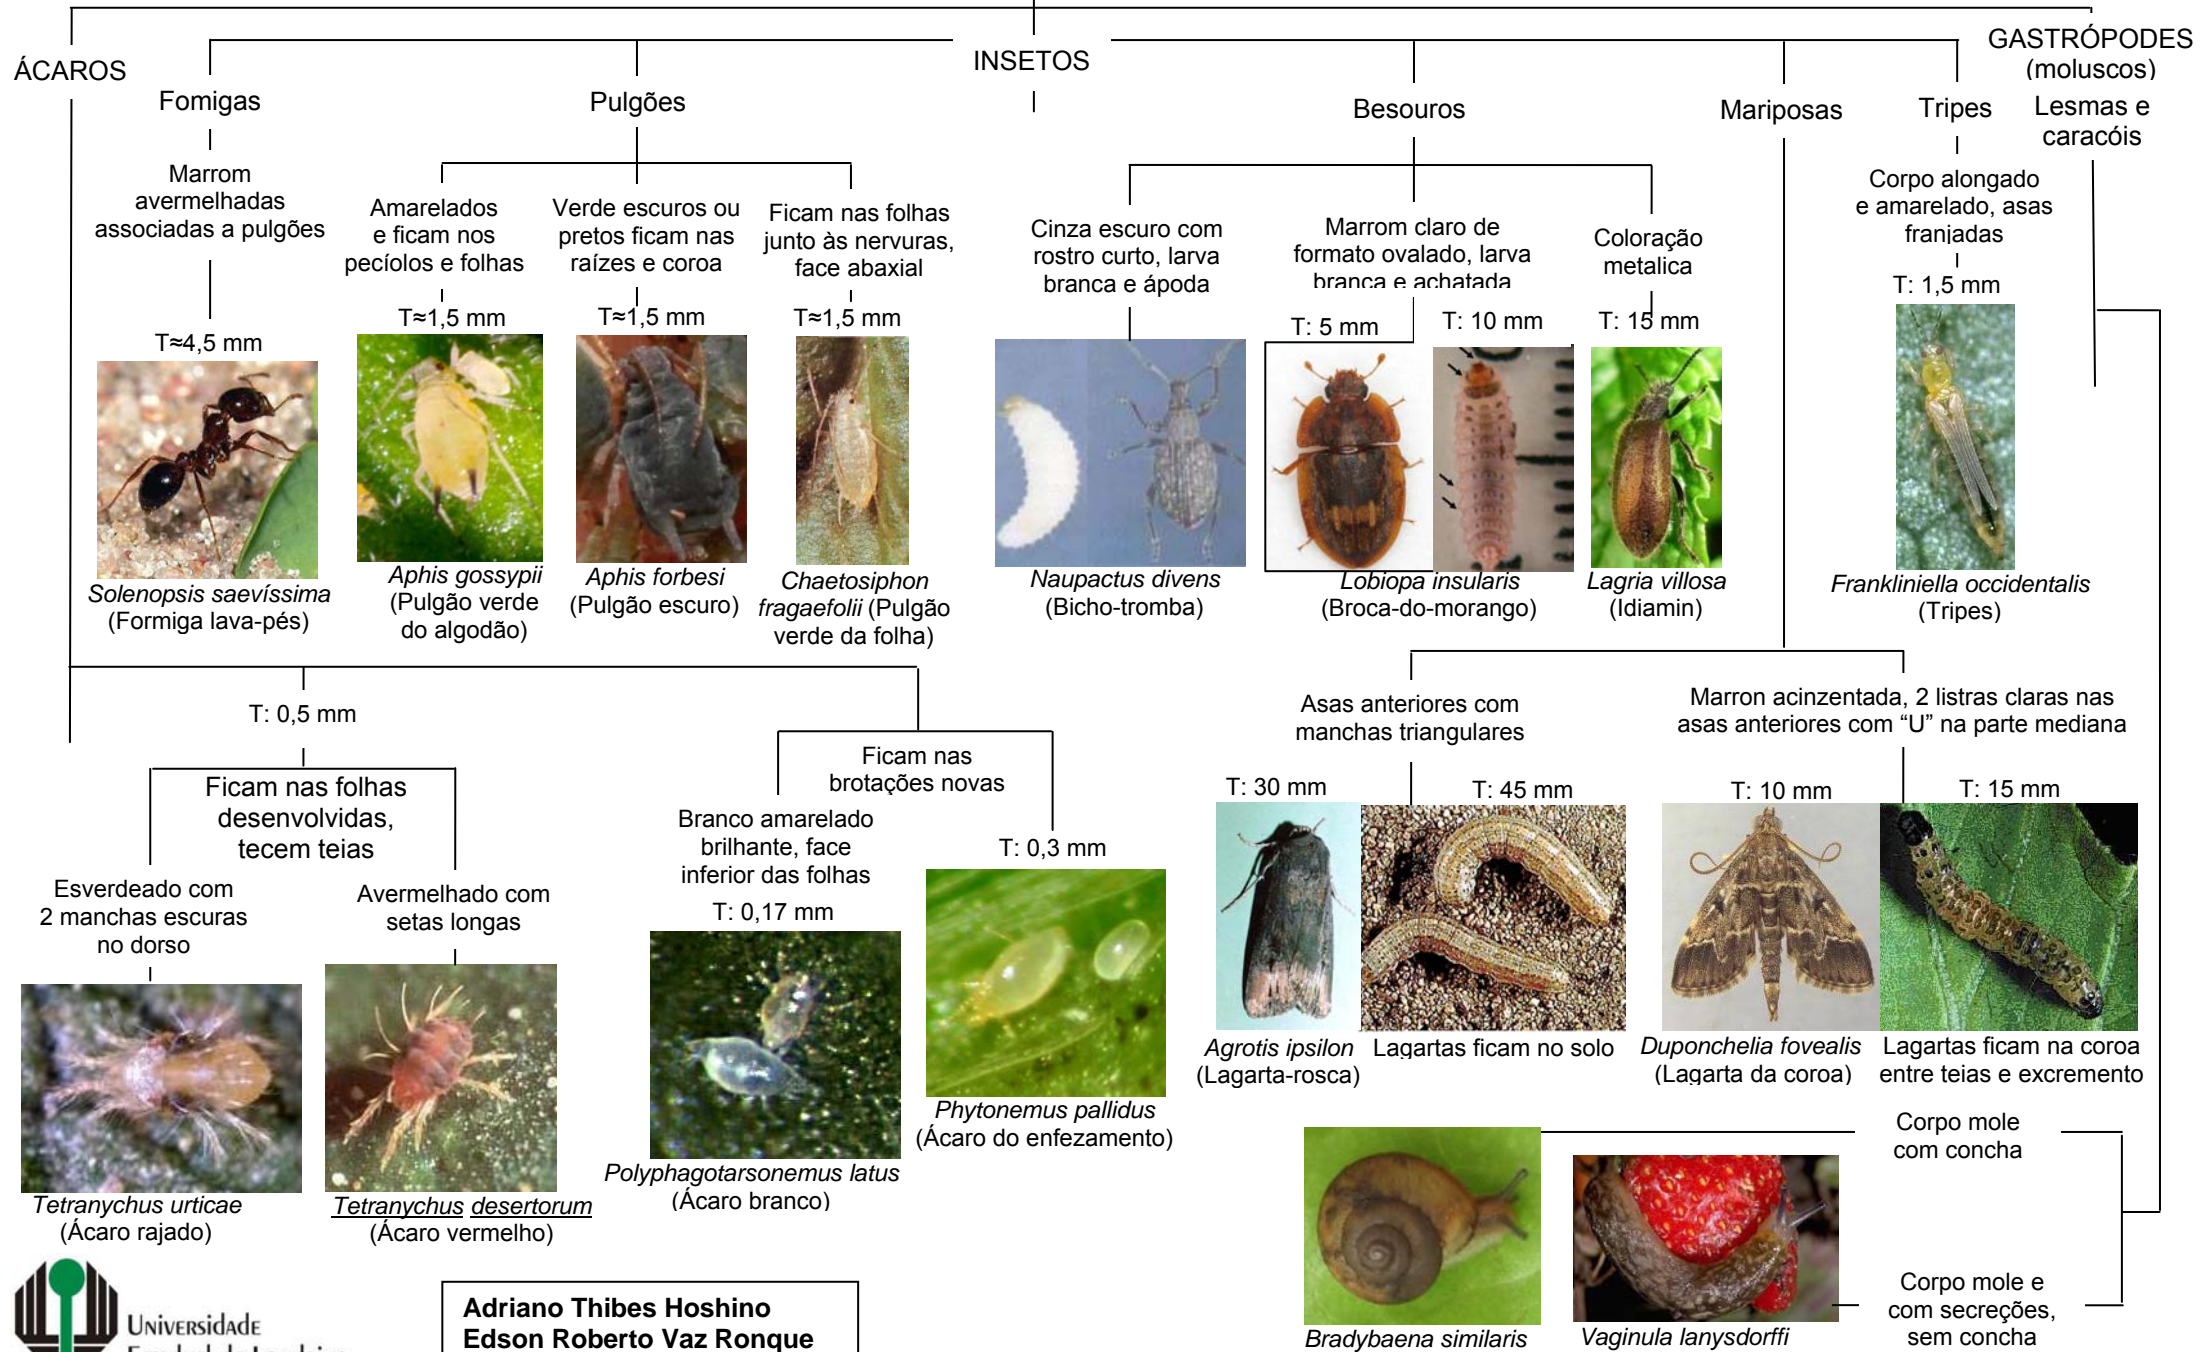 ÁCAROS
INSETOS
GASTRÓPODES
(moluscos)
Lesmas e
caracóis
Fomigas
Pulgões
Besouros
Mariposas
Tripes
Marrom
avermelhadas
associadas a pulgões
T≈4,5 mm
Solenopsis saevíssima
(Formiga lava-pés)
Amarelados
e ficam nos
pecíolos e folhas
T≈1,5 mm
Aphis gossypii
(Pulgão verde
do algodão)
Verde escuros ou
pretos ficam nas
raízes e coroa
T≈1,5 mm
Aphis forbesi
(Pulgão escuro)
Ficam nas folhas
junto às nervuras,
face abaxial
T≈1,5 mm
Chaetosiphon
fragaefolii (Pulgão
verde da folha)
Cinza escuro com
rostro curto, larva
branca e ápoda
Naupactus divens
(Bicho-tromba)
Marrom claro de
formato ovalado, larva
branca e achatada
T: 5 mm
T: 10 mm
Lobiopa insularis
(Broca-do-morango)
Coloração
metalica
T: 15 mm
Lagria villosa
(Idiamin)
Corpo alongado
e amarelado, asas
franjadas
T: 1,5 mm
Frankliniella occidentalis
(Tripes)
T: 0,5 mm
Ficam nas folhas
desenvolvidas,
tecem teias
Esverdeado com
2 manchas escuras
no dorso
Tetranychus urticae
(Ácaro rajado)
Avermelhado com
setas longas
Tetranychus desertorum
(Ácaro vermelho)
Ficam nas
brotações novas
Branco amarelado
brilhante, face
inferior das folhas
T: 0,17 mm
Polyphagotarsonemus latus
(Ácaro branco)
T: 0,3 mm
Phytonemus pallidus
(Ácaro do enfezamento)
Asas anteriores com
manchas triangulares
T: 30 mm
T: 45 mm
Agrotis ipsilon
(Lagarta-rosca)
Lagartas ficam no solo
Marron acinzentada, 2 listras claras nas
asas anteriores com “U” na parte mediana
T: 10 mm
T: 15 mm
Duponchelia fovealis
(Lagarta da coroa)
Lagartas ficam na coroa
entre teias e excremento
Corpo mole
com concha
Bradybaena similaris
Corpo mole e
com secreções,
sem concha
Vaginula lanysdorffi
Universidade
Adriano Thibes Hoshino
Edson Roberto Vaz Ronque